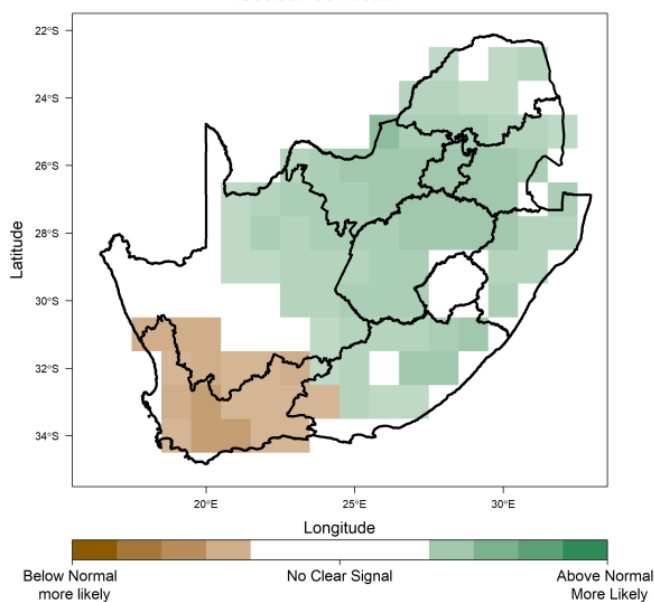 22°S
24°S
26°S
28°S
30°S
32°S
34°S
Latitude
20°E 25°E 30°E
Longitude
Below Normal more likely
No Clear Signal
Above Normal More Likely